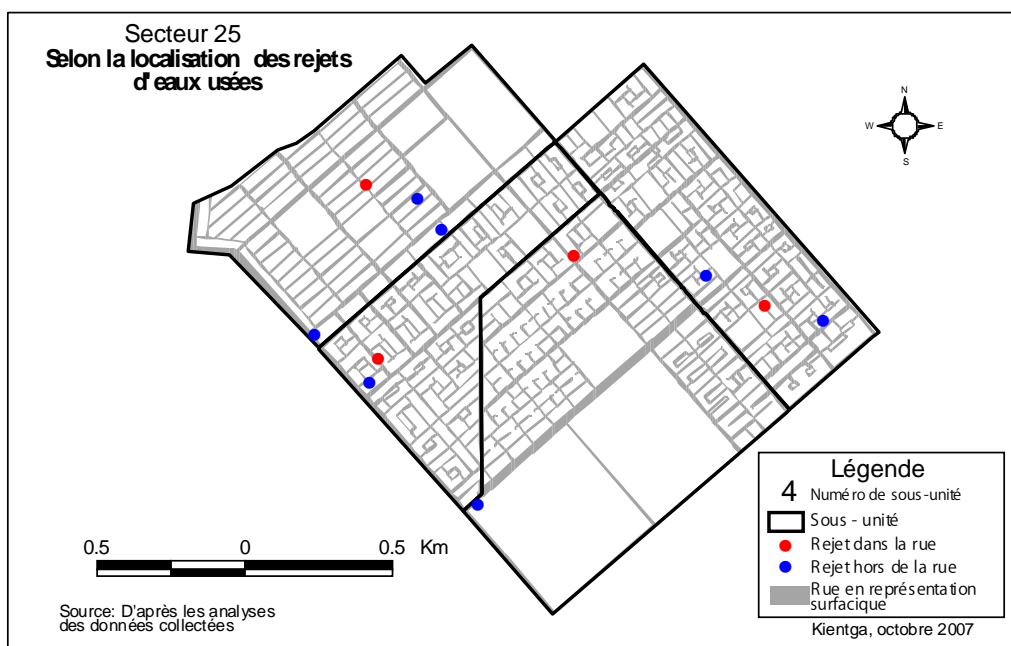 Secteur 25
Selon la localisation des rejets
d'eaux usées
N
W E
S
Légende
4 Numéro de sous-unité
Sous - unité
Rejet dans la rue
Rejet hors de la rue
Rue en représentation
surfacique
0.5 0 0.5 Km
Source: D'après les analyses
des données collectées
Kientga, octobre 2007